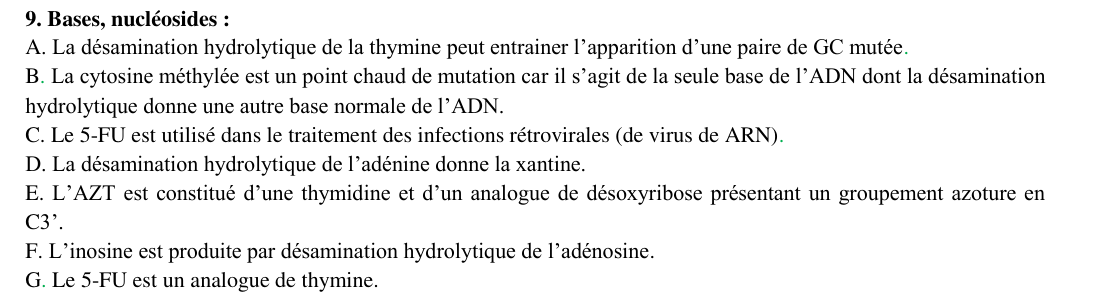 9. Bases, nucléosides :
A. La désamination hydrolytique de la thymine peut entrainer l’apparition d’une paire de GC mutée.
B. La cytosine méthylée est un point chaud de mutation car il s’agit de la seule base de l’ADN dont la désamination
hydrolytique donne une autre base normale de l’ADN.
C. Le 5-FU est utilisé dans le traitement des infections rétrovirales (de virus de ARN).
D. La désamination hydrolytique de l’adénine donne la xantine.
E. L’AZT est constitué d’une thymidine et d’un analogue de désoxyribose présentant un groupement azoture en
C3’.
F. L’inosine est produite par désamination hydrolytique de l’adénosine.
G. Le 5-FU est un analogue de thymine.